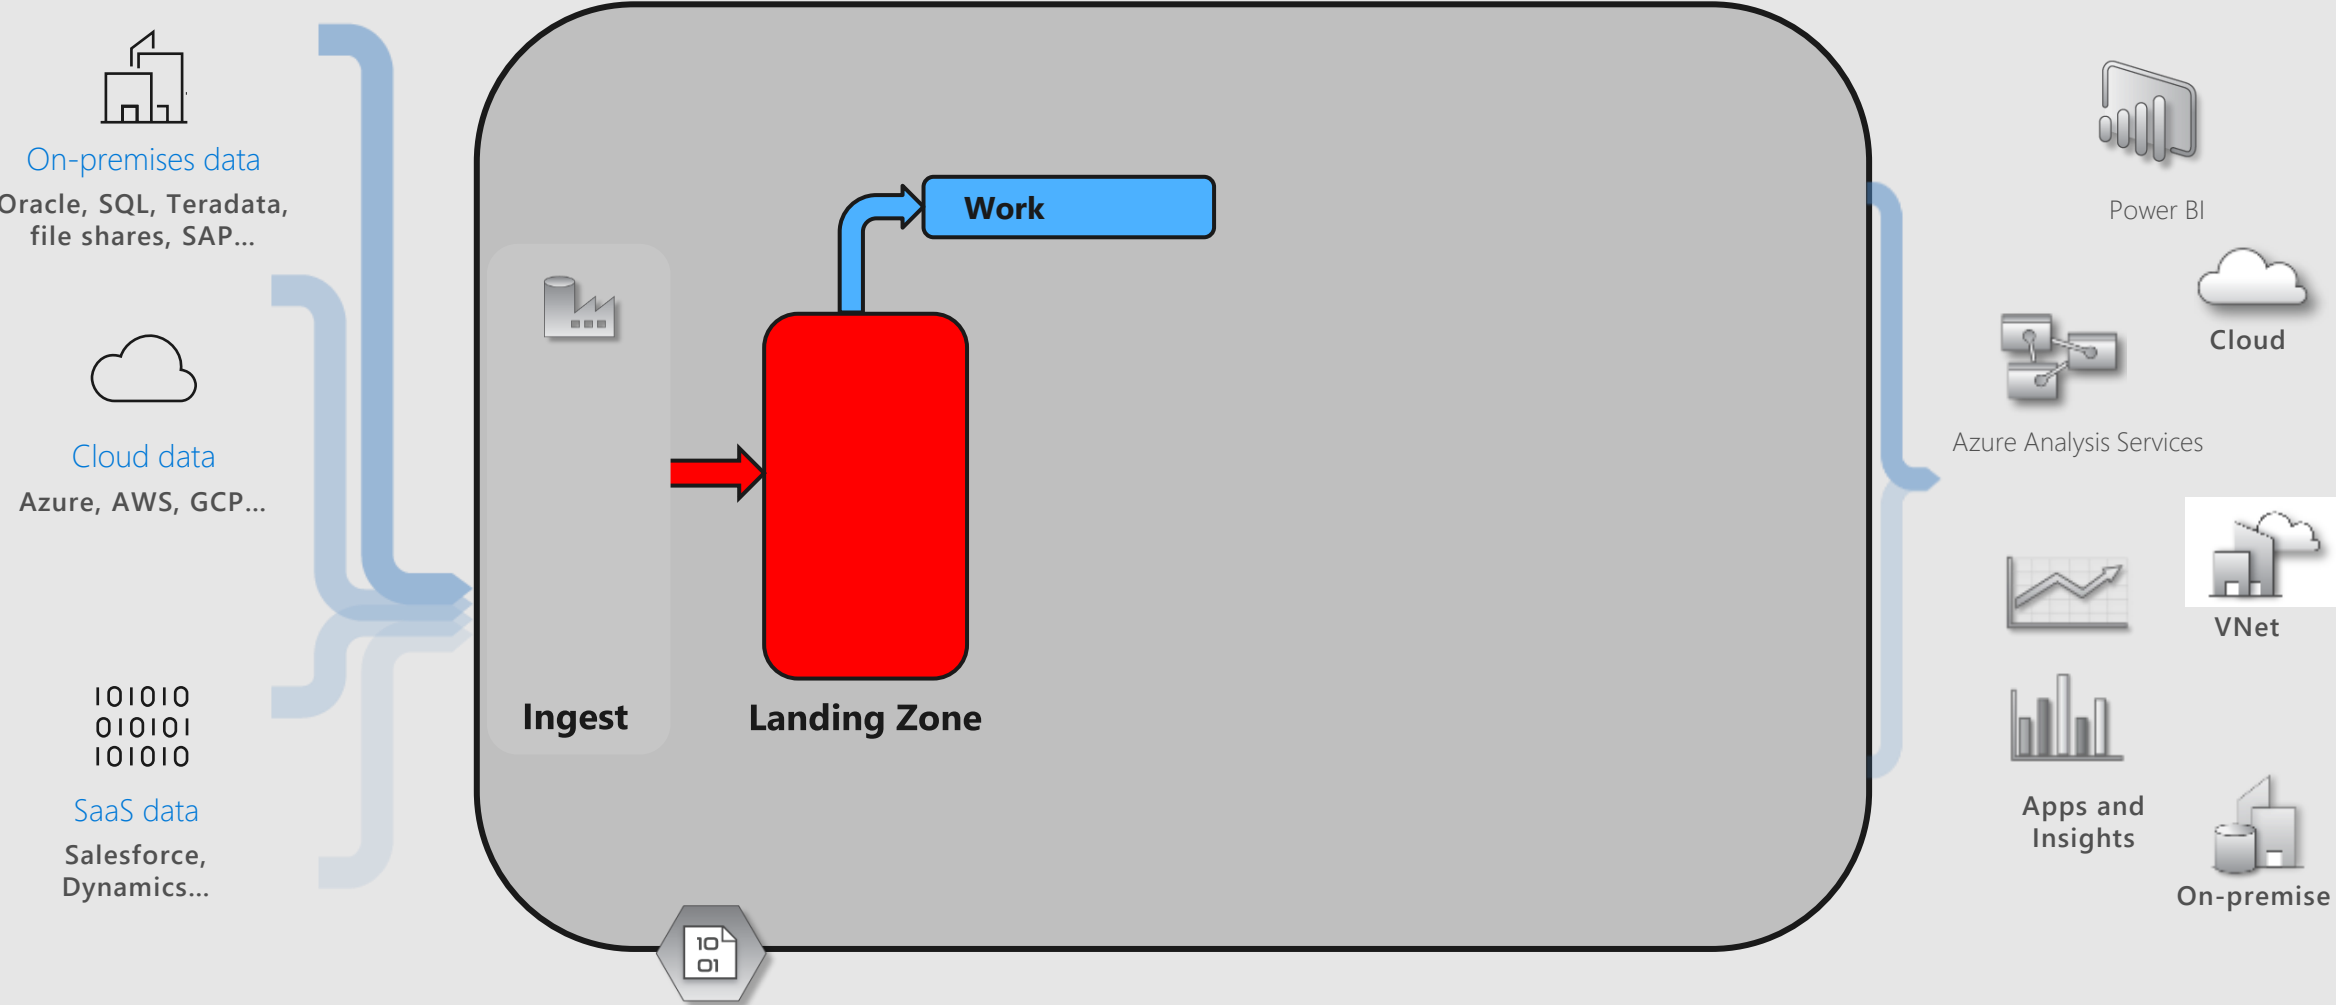 On-premises data
Oracle, SQL, Teradata,
file shares, SAP...
Cloud data
Azure, AWS, GCP...
101010
010101
101010
SaaS data
Salesforce,
Dynamics...
Ingest
Landing Zone
Work
10
01
Power BI
Cloud
Azure Analysis Services
VNet
Apps and
Insights
On-premise